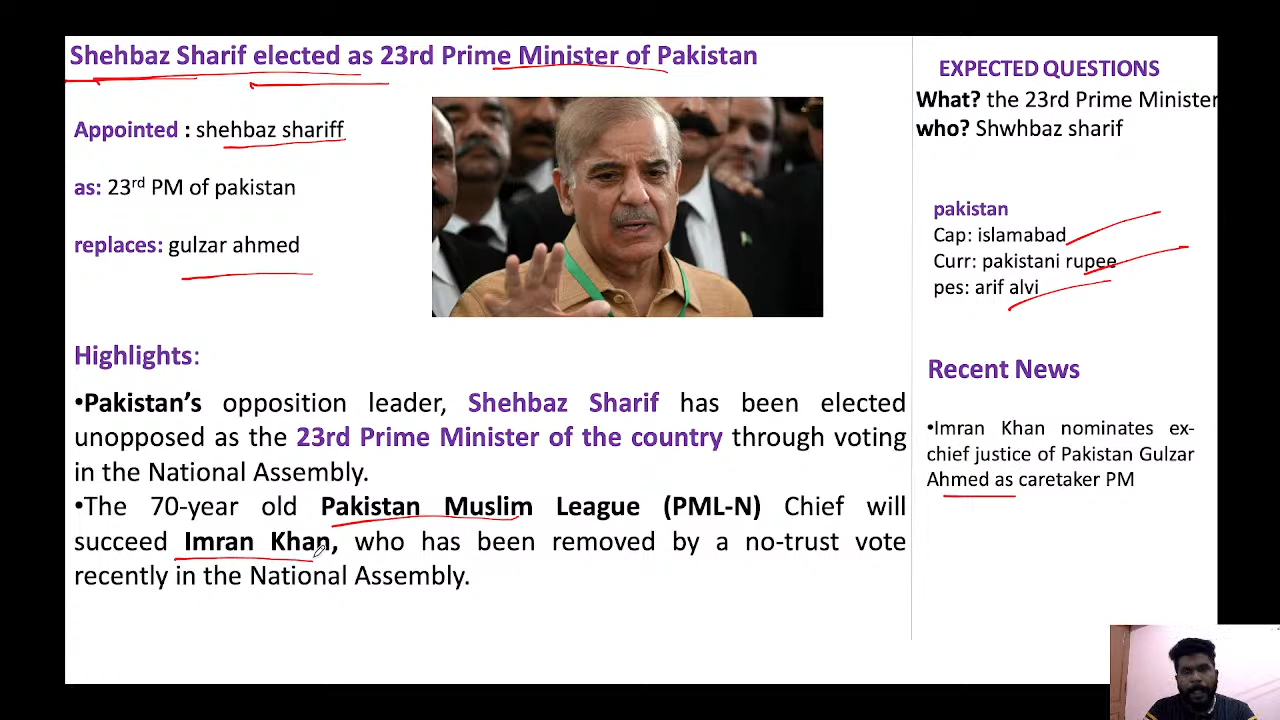 Shehbaz Sharif elected as 23rd Prime Minister of Pakistan
Appointed : shehbaz shariff
as: 23rd PM of pakistan
replaces: gulzar ahmed
Highlights:
•Pakistan’s opposition leader, Shehbaz Sharif has been elected
unopposed as the 23rd Prime Minister of the country through voting
in the National Assembly.
•The 70-year old Pakistan Muslim League (PML-N) Chief will
succeed Imran Khan, who has been removed by a no-trust vote
recently in the National Assembly.
EXPECTED QUESTIONS
What? the 23rd Prime Minister
who? Shwhbaz sharif
pakistan
Cap: islamabad
Curr: pakistani rupee
pes: arif alvi
Recent News
•Imran Khan nominates ex-
chief justice of Pakistan Gulzar
Ahmed as caretaker PM